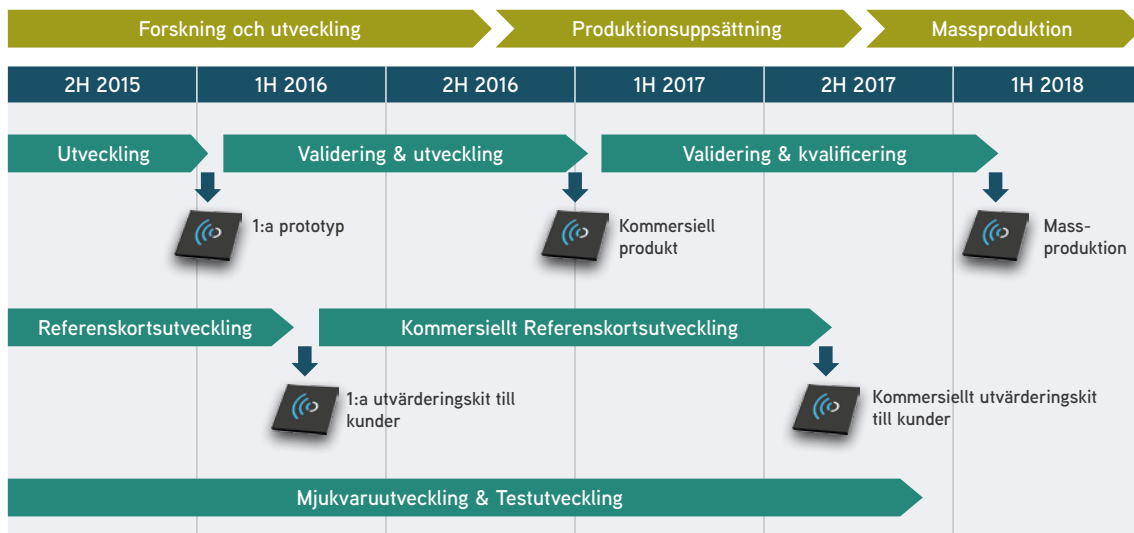 Forskning och utveckling
Produktionsuppsättning
Massproduktion
2H 2015
1H 2016
2H 2016
1H 2017
2H 2017
1H 2018
Utveckling
Validering & utveckling
Validering & kvalificering
1:a prototyp
Kommersiell
produkt
Mass-
produktion
Referenskortsutveckling
Kommersiellt Referenskortsutveckling
1:a utvärderingskit till
kunder
Kommersiellt utvärderingskit
till kunder
Mjukvaruutveckling & Testutveckling